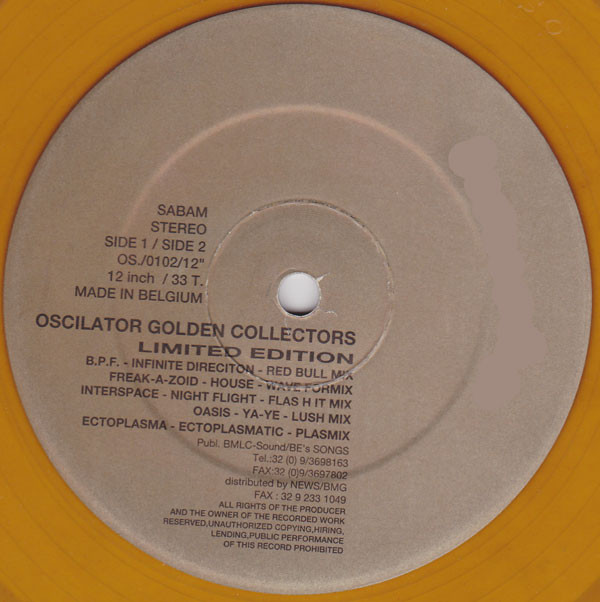 SABAM
STEREO
SIDE 1 / SIDE 2
OS./0102/12"
12 inch / 33 T.
MADE IN BELGIUM
OSCILATOR GOLDEN COLLECTORS
LIMITED EDITION
B.P.F. - INFINITE DIRECITON - RED BULL MIX
FREAK-A-ZOID - HOUSE - WAVE FORMIX
INTERSPACE - NIGHT FLIGHT - FLAS H IT MIX
OASIS - YA-YE - LUSH MIX
ECTOPLASMA - ECTOPLASMATIC - PLASMIX
Publ. BMLC-Sound/BE's SONGS
Tel.:32 (0) 9/3698163
FAX:32 (0)9/3697802
distributed by NEWS/BMG
FAX : 32 9 233 1049
ALL RIGHTS OF THE PRODUCER
AND THE OWNER OF THE RECORDED WORK
RESERVED,UNAUTHORIZED COPYING,HIRING,
LENDING,PUBLIC PERFORMANCE
OF THIS RECORD PROHIBITED